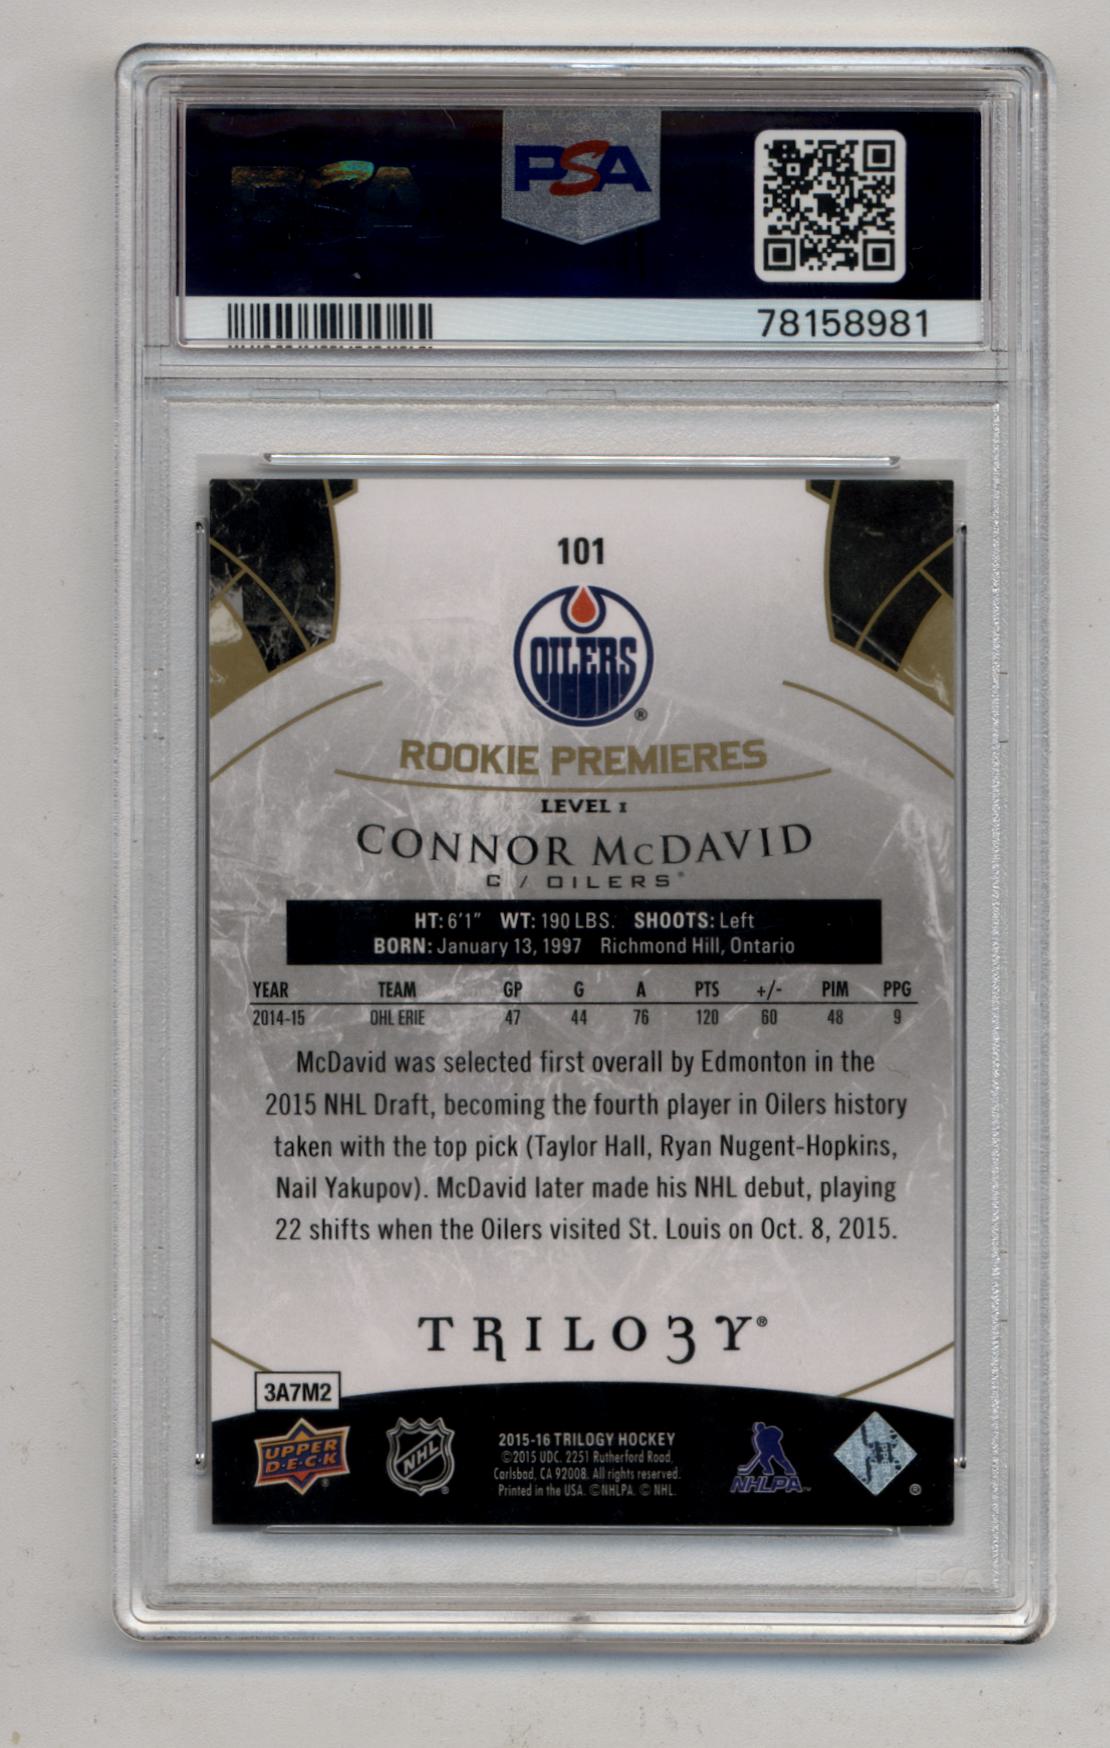 PSA
78158981
101
OILERS®
ROOKIE PREMIERES
LEVEL 1
CONNOR McDAVID
C / OILERS®
HT: 6'1" WT: 190 LBS. SHOOTS: Left
BORN: January 13, 1997 Richmond Hill, Ontario
YEAR TEAM GP G A PTS +/- PIM PPG
2014-15 OHL ERIE 47 44 76 120 60 48 9
McDavid was selected first overall by Edmonton in the
2015 NHL Draft, becoming the fourth player in Oilers history
taken with the top pick (Taylor Hall, Ryan Nugent-Hopkins,
Nail Yakupov). McDavid later made his NHL debut, playing
22 shifts when the Oilers visited St. Louis on Oct. 8, 2015.
TRILO3Y®
3A7M2
UPPER
D·E·C·K
NHL
2015-16 TRILOGY HOCKEY
©2015 UDC. 2251 Rutherford Road,
Carlsbad, CA 92008. All rights reserved.
Printed in the USA. ©NHLPA. © NHL.
NHLPA™
®
PSA